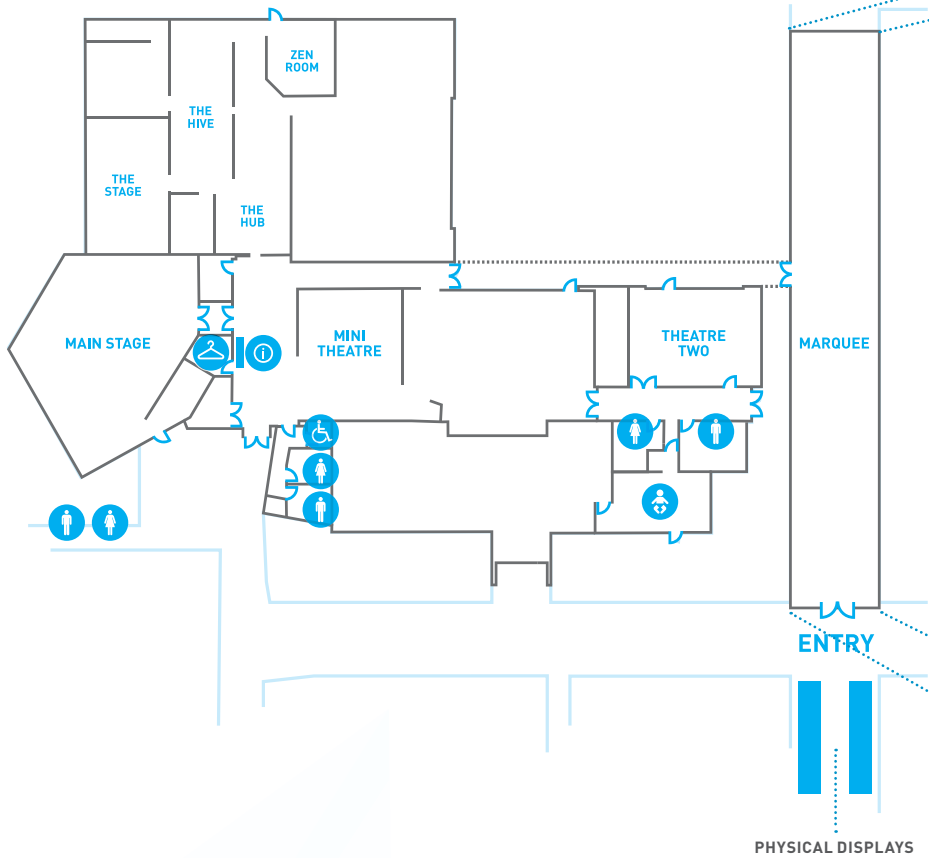 ZEN
ROOM
THE
HIVE
THE
STAGE
THE
HUB
MAIN STAGE
MINI
THEATRE
THEATRE
TWO
MARQUEE
i
ENTRY
PHYSICAL DISPLAYS